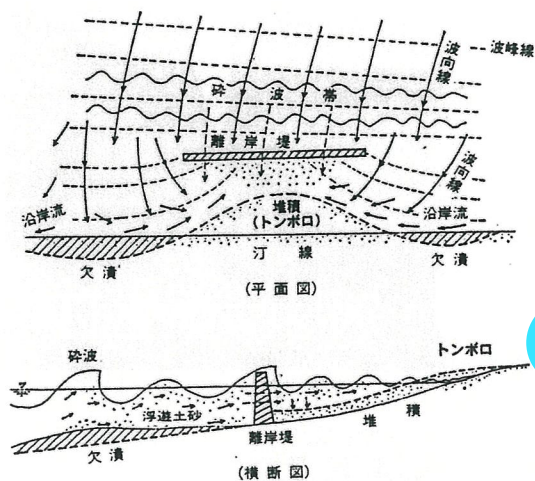 波向線
波峰線
砕波帯
離岸堤
波向線
沿岸流
堆積
(トンボロ)
沿岸流
欠潰
汀線
欠潰
(平面図)
砕波
トンボロ
浮遊土砂
堆積
離岸堤
欠潰
(横断図)